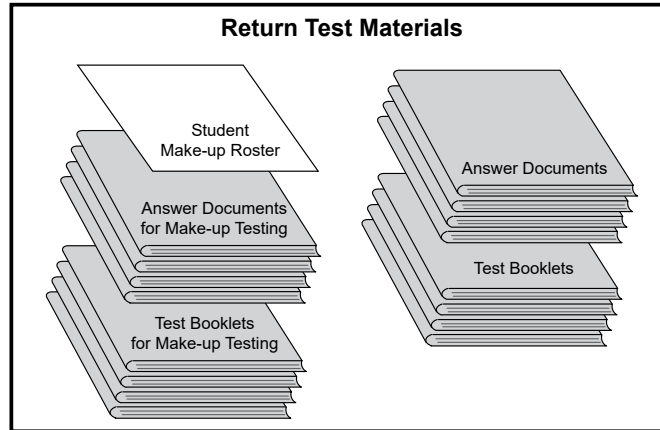 Return Test Materials
Student
Make-up Roster
Answer Documents
for Make-up Testing
Test Booklets
for Make-up Testing
Answer Documents
Test Booklets